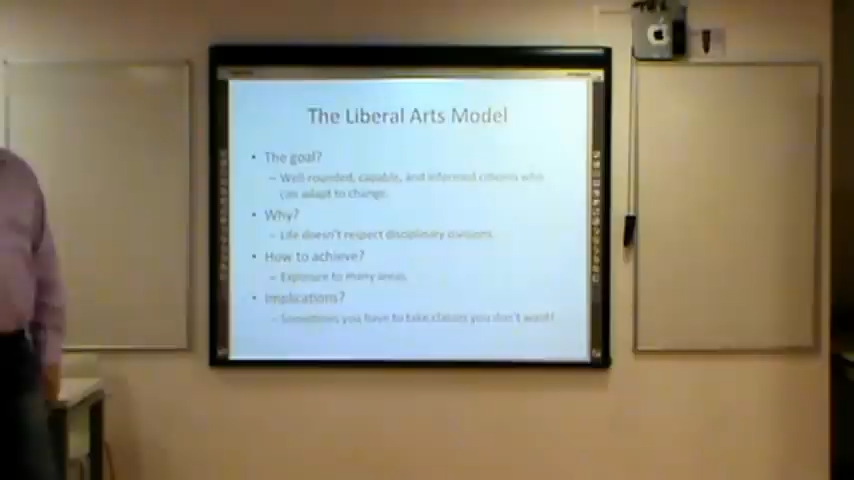 The Liberal Arts Model
• The goal?
– Well-rounded, capable, and informed citizens who
can adapt to change.
• Why?
– Life doesn't respect disciplinary divisions.
• How to achieve?
– Exposure to many areas.
• Implications?
– Sometimes you have to take classes you don't want!